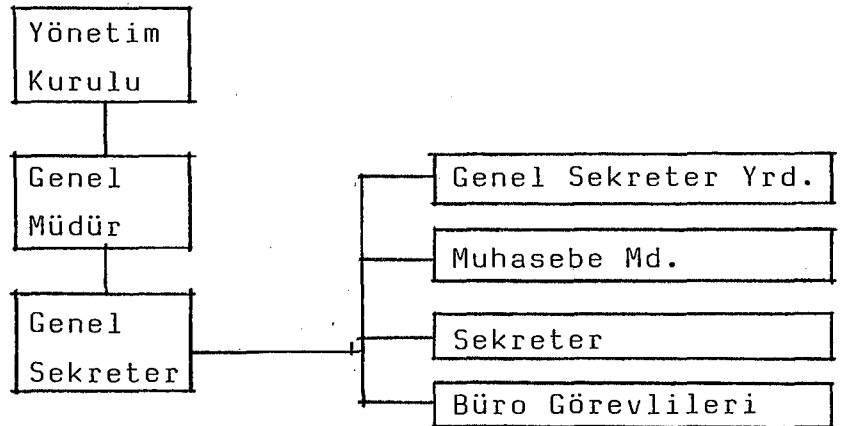 Yönetim
Kurulu
Genel
Müdür
Genel
Sekreter
Genel Sekreter Yrd.
Muhasebe Md.
Sekreter
Büro Görevlileri